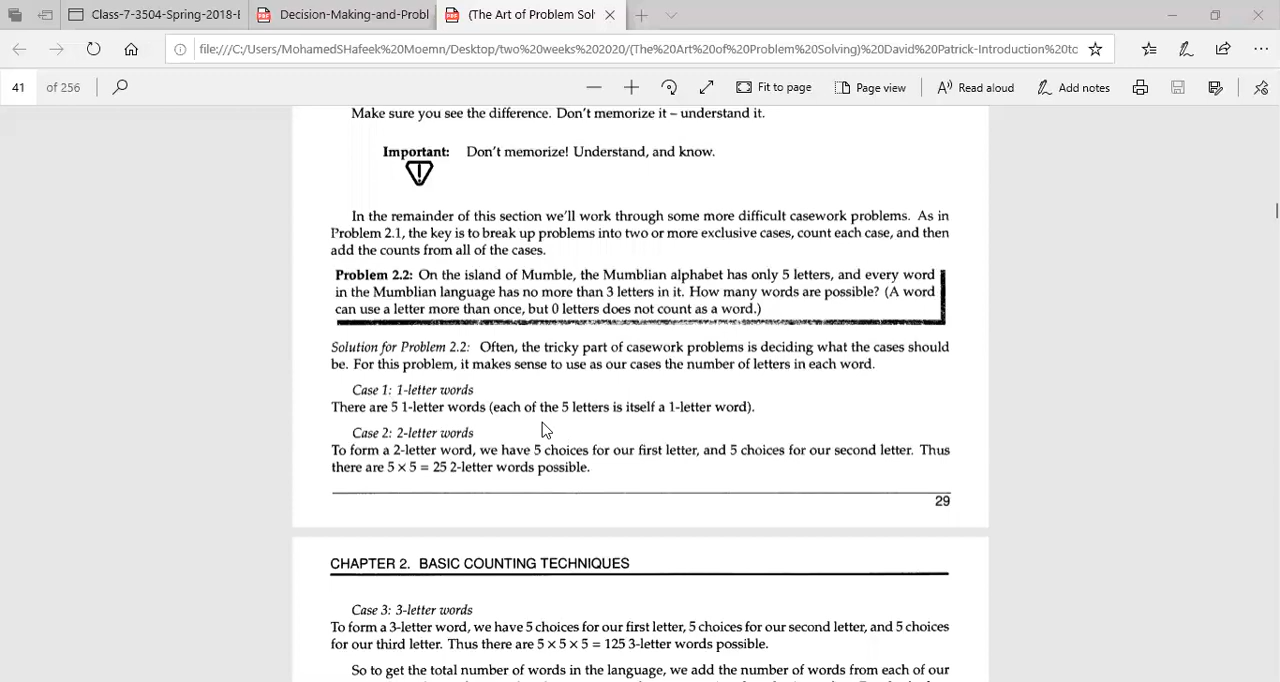 Class-7-3504-Spring-2018-I
Decision-Making-and-Probl
(The Art of Problem Sol
file:///C:/Users/MohamedSHafeek%20Moemn/Desktop/two%20weeks%202020/(The%20Art%20of%20Problem%20Solving)%20David%20Patrick-Introduction%20to
41 of 256
Fit to page
Page view
Read aloud
Add notes
Make sure you see the difference. Don't memorize it – understand it.
Important: Don't memorize! Understand, and know.
In the remainder of this section we'll work through some more difficult casework problems. As in
Problem 2.1, the key is to break up problems into two or more exclusive cases, count each case, and then
add the counts from all of the cases.
Problem 2.2: On the island of Mumble, the Mumblian alphabet has only 5 letters, and every word
in the Mumblian language has no more than 3 letters in it. How many words are possible? (A word
can use a letter more than once, but 0 letters does not count as a word.)
Solution for Problem 2.2: Often, the tricky part of casework problems is deciding what the cases should
be. For this problem, it makes sense to use as our cases the number of letters in each word.
Case 1: 1-letter words
There are 5 1-letter words (each of the 5 letters is itself a 1-letter word).
Case 2: 2-letter words
To form a 2-letter word, we have 5 choices for our first letter, and 5 choices for our second letter. Thus
there are 5 × 5 = 25 2-letter words possible.
29
CHAPTER 2. BASIC COUNTING TECHNIQUES
Case 3: 3-letter words
To form a 3-letter word, we have 5 choices for our first letter, 5 choices for our second letter, and 5 choices
for our third letter. Thus there are 5 × 5 × 5 = 125 3-letter words possible.
So to get the total number of words in the language, we add the number of words from each of our